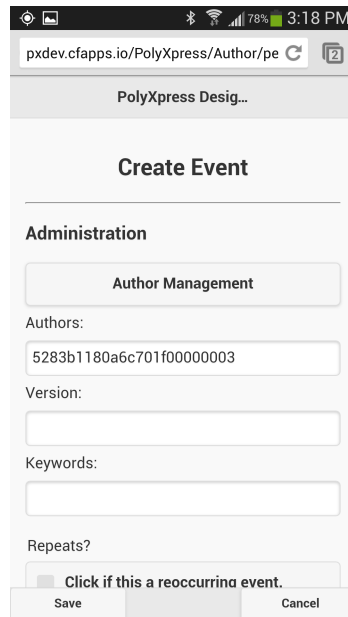 78% 3:18 PM
pxdev.cfapps.io/PolyXpress/Author/pe 2
PolyXpress Desig...
Create Event
Administration
Author Management
Authors:
5283b1180a6c701f00000003
Version:
Keywords:
Repeats?
Click if this a reoccurring event.
Save Cancel